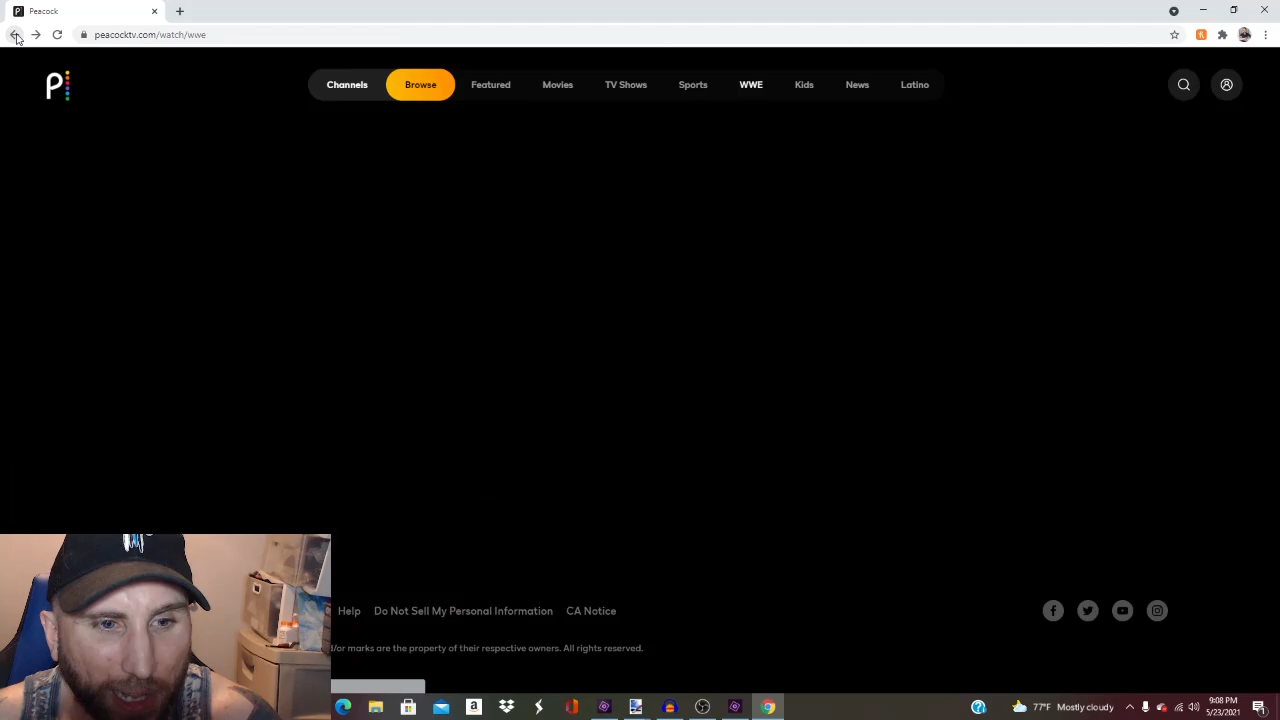 Peacock
peacocktv.com/watch/wwe
Channels Browse Featured Movies TV Shows Sports WWE Kids News Latino
Help Do Not Sell My Personal Information CA Notice
/or marks are the property of their respective owners. All rights reserved.
77°F Mostly cloudy
9:08 PM
5/23/2021